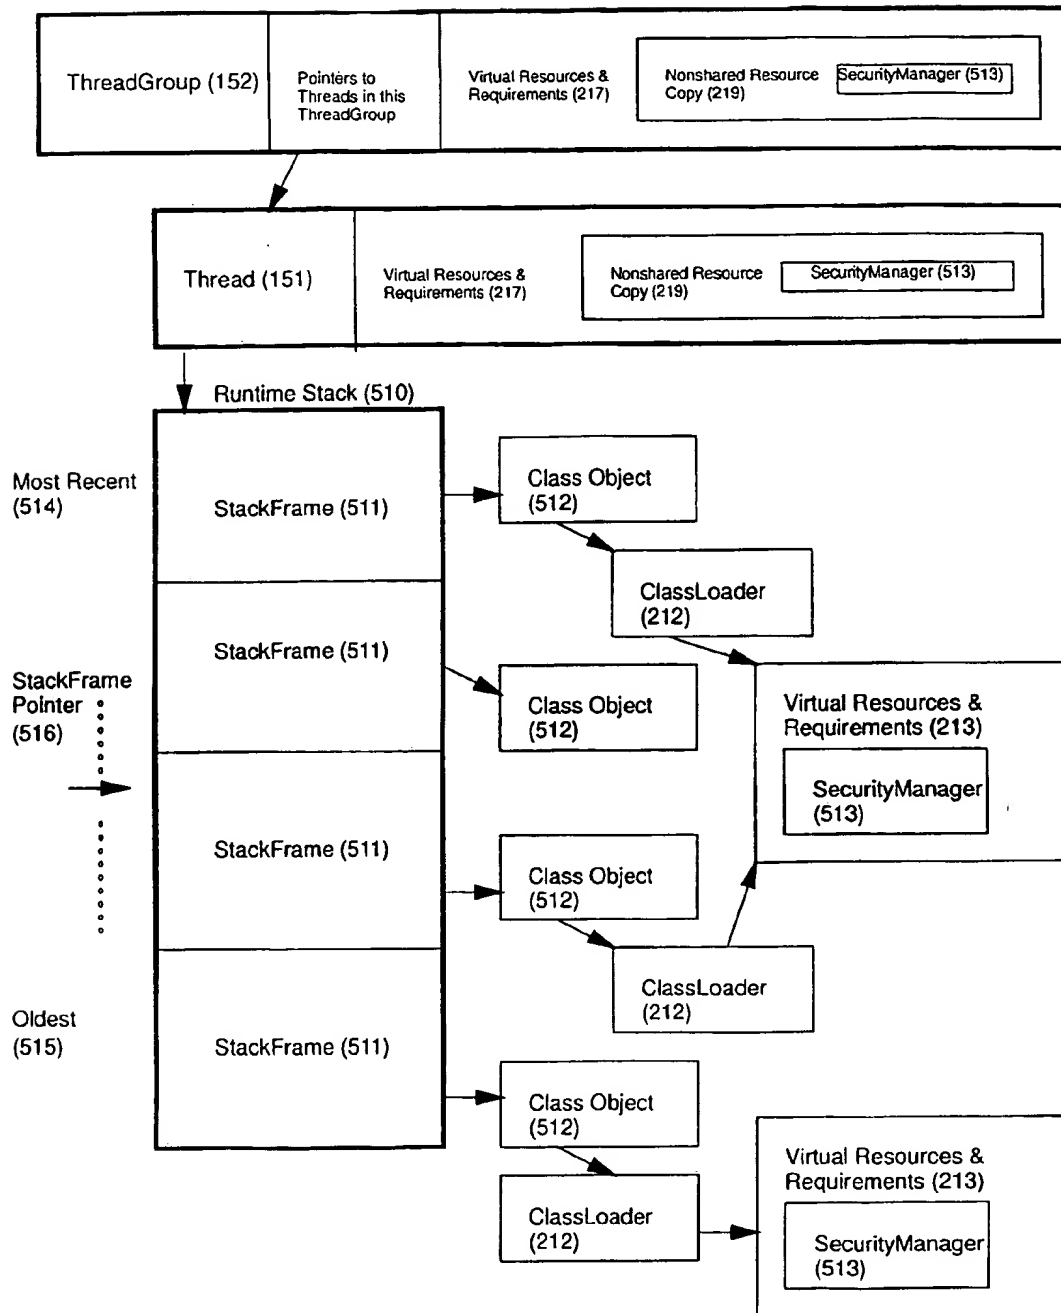 ThreadGroup (152)
Pointers to
Threads in this
ThreadGroup
Virtual Resources &
Requirements (217)
Nonshared Resource
Copy (219)
SecurityManager (513)
Thread (151)
Virtual Resources &
Requirements (217)
Nonshared Resource
Copy (219)
SecurityManager (513)
Runtime Stack (510)
Most Recent
(514)
StackFrame (511)
Class Object
(512)
ClassLoader
(212)
StackFrame (511)
StackFrame
Pointer
(516)
Class Object
(512)
Virtual Resources &
Requirements (213)
SecurityManager
(513)
StackFrame (511)
Class Object
(512)
ClassLoader
(212)
Oldest
(515)
StackFrame (511)
Class Object
(512)
ClassLoader
(212)
Virtual Resources &
Requirements (213)
SecurityManager
(513)